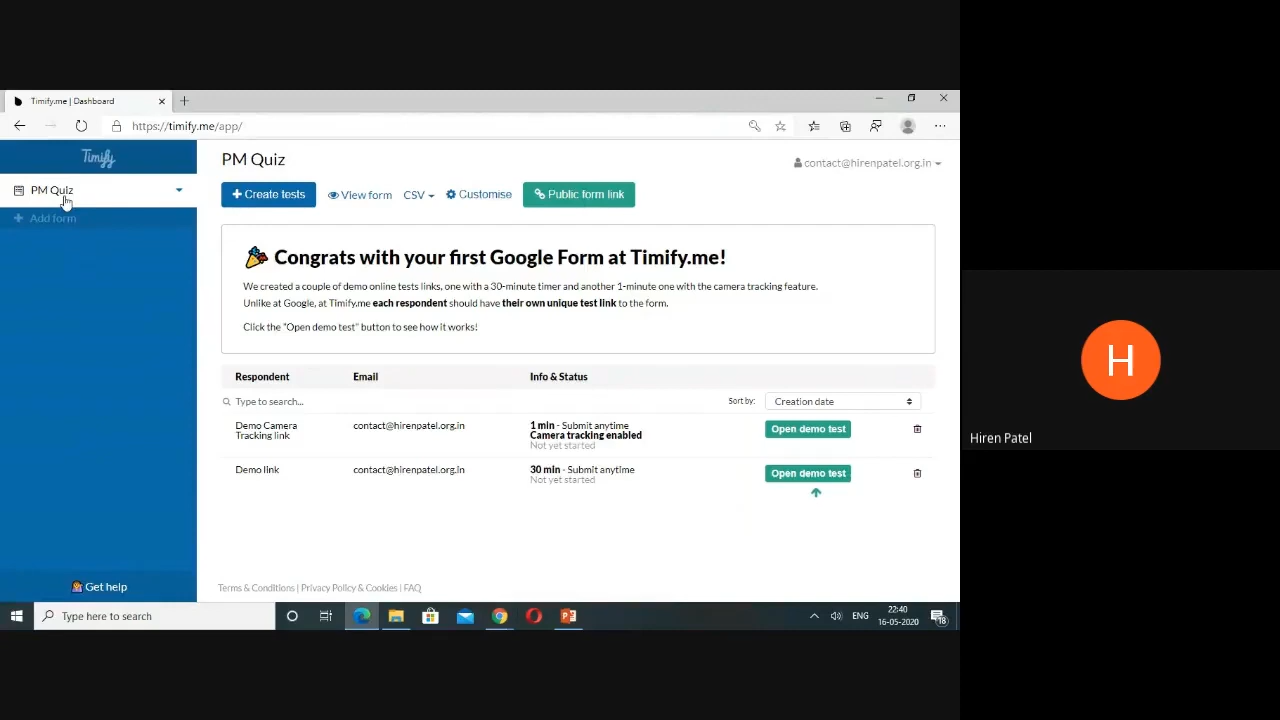 Timify.me | Dashboard
https://timify.me/app/
Timify
PM Quiz
Add form
Get help
PM Quiz
contact@hirenpatel.org.in
Create tests
View form
CSV
Customise
Public form link
Congrats with your first Google Form at Timify.me!
We created a couple of demo online tests links, one with a 30-minute timer and another 1-minute one with the camera tracking feature.
Unlike at Google, at Timify.me each respondent should have their own unique test link to the form.
Click the "Open demo test" button to see how it works!
Respondent Email Info & Status
Type to search... Sort by: Creation date
Demo Camera
Tracking link
contact@hirenpatel.org.in
1 min - Submit anytime
Camera tracking enabled
Not yet started
Open demo test
Demo link
contact@hirenpatel.org.in
30 min - Submit anytime
Not yet started
Open demo test
Terms & Conditions | Privacy Policy & Cookies | FAQ
Type here to search
ENG
22:40
16-05-2020
18
H
Hiren Patel